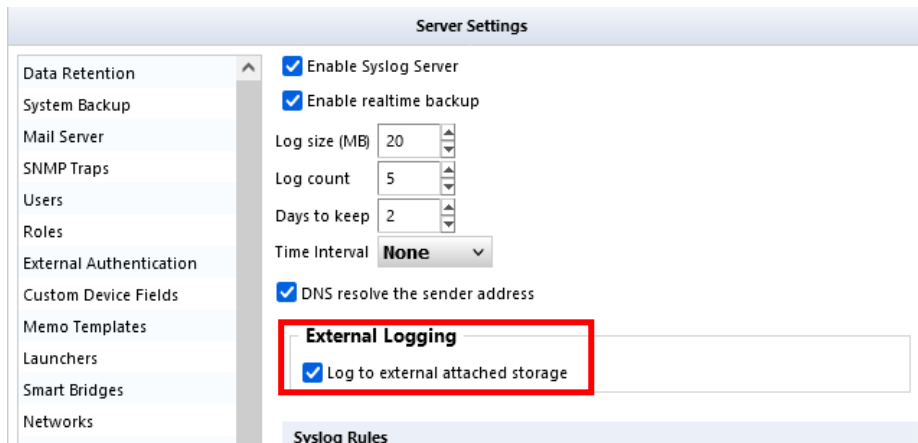 Server Settings
Data Retention
System Backup
Mail Server
SNMP Traps
Users
Roles
External Authentication
Custom Device Fields
Memo Templates
Launchers
Smart Bridges
Networks
Enable Syslog Server
Enable realtime backup
Log size (MB) 20
Log count 5
Days to keep 2
Time Interval None
DNS resolve the sender address
External Logging
Log to external attached storage
Syslog Rules